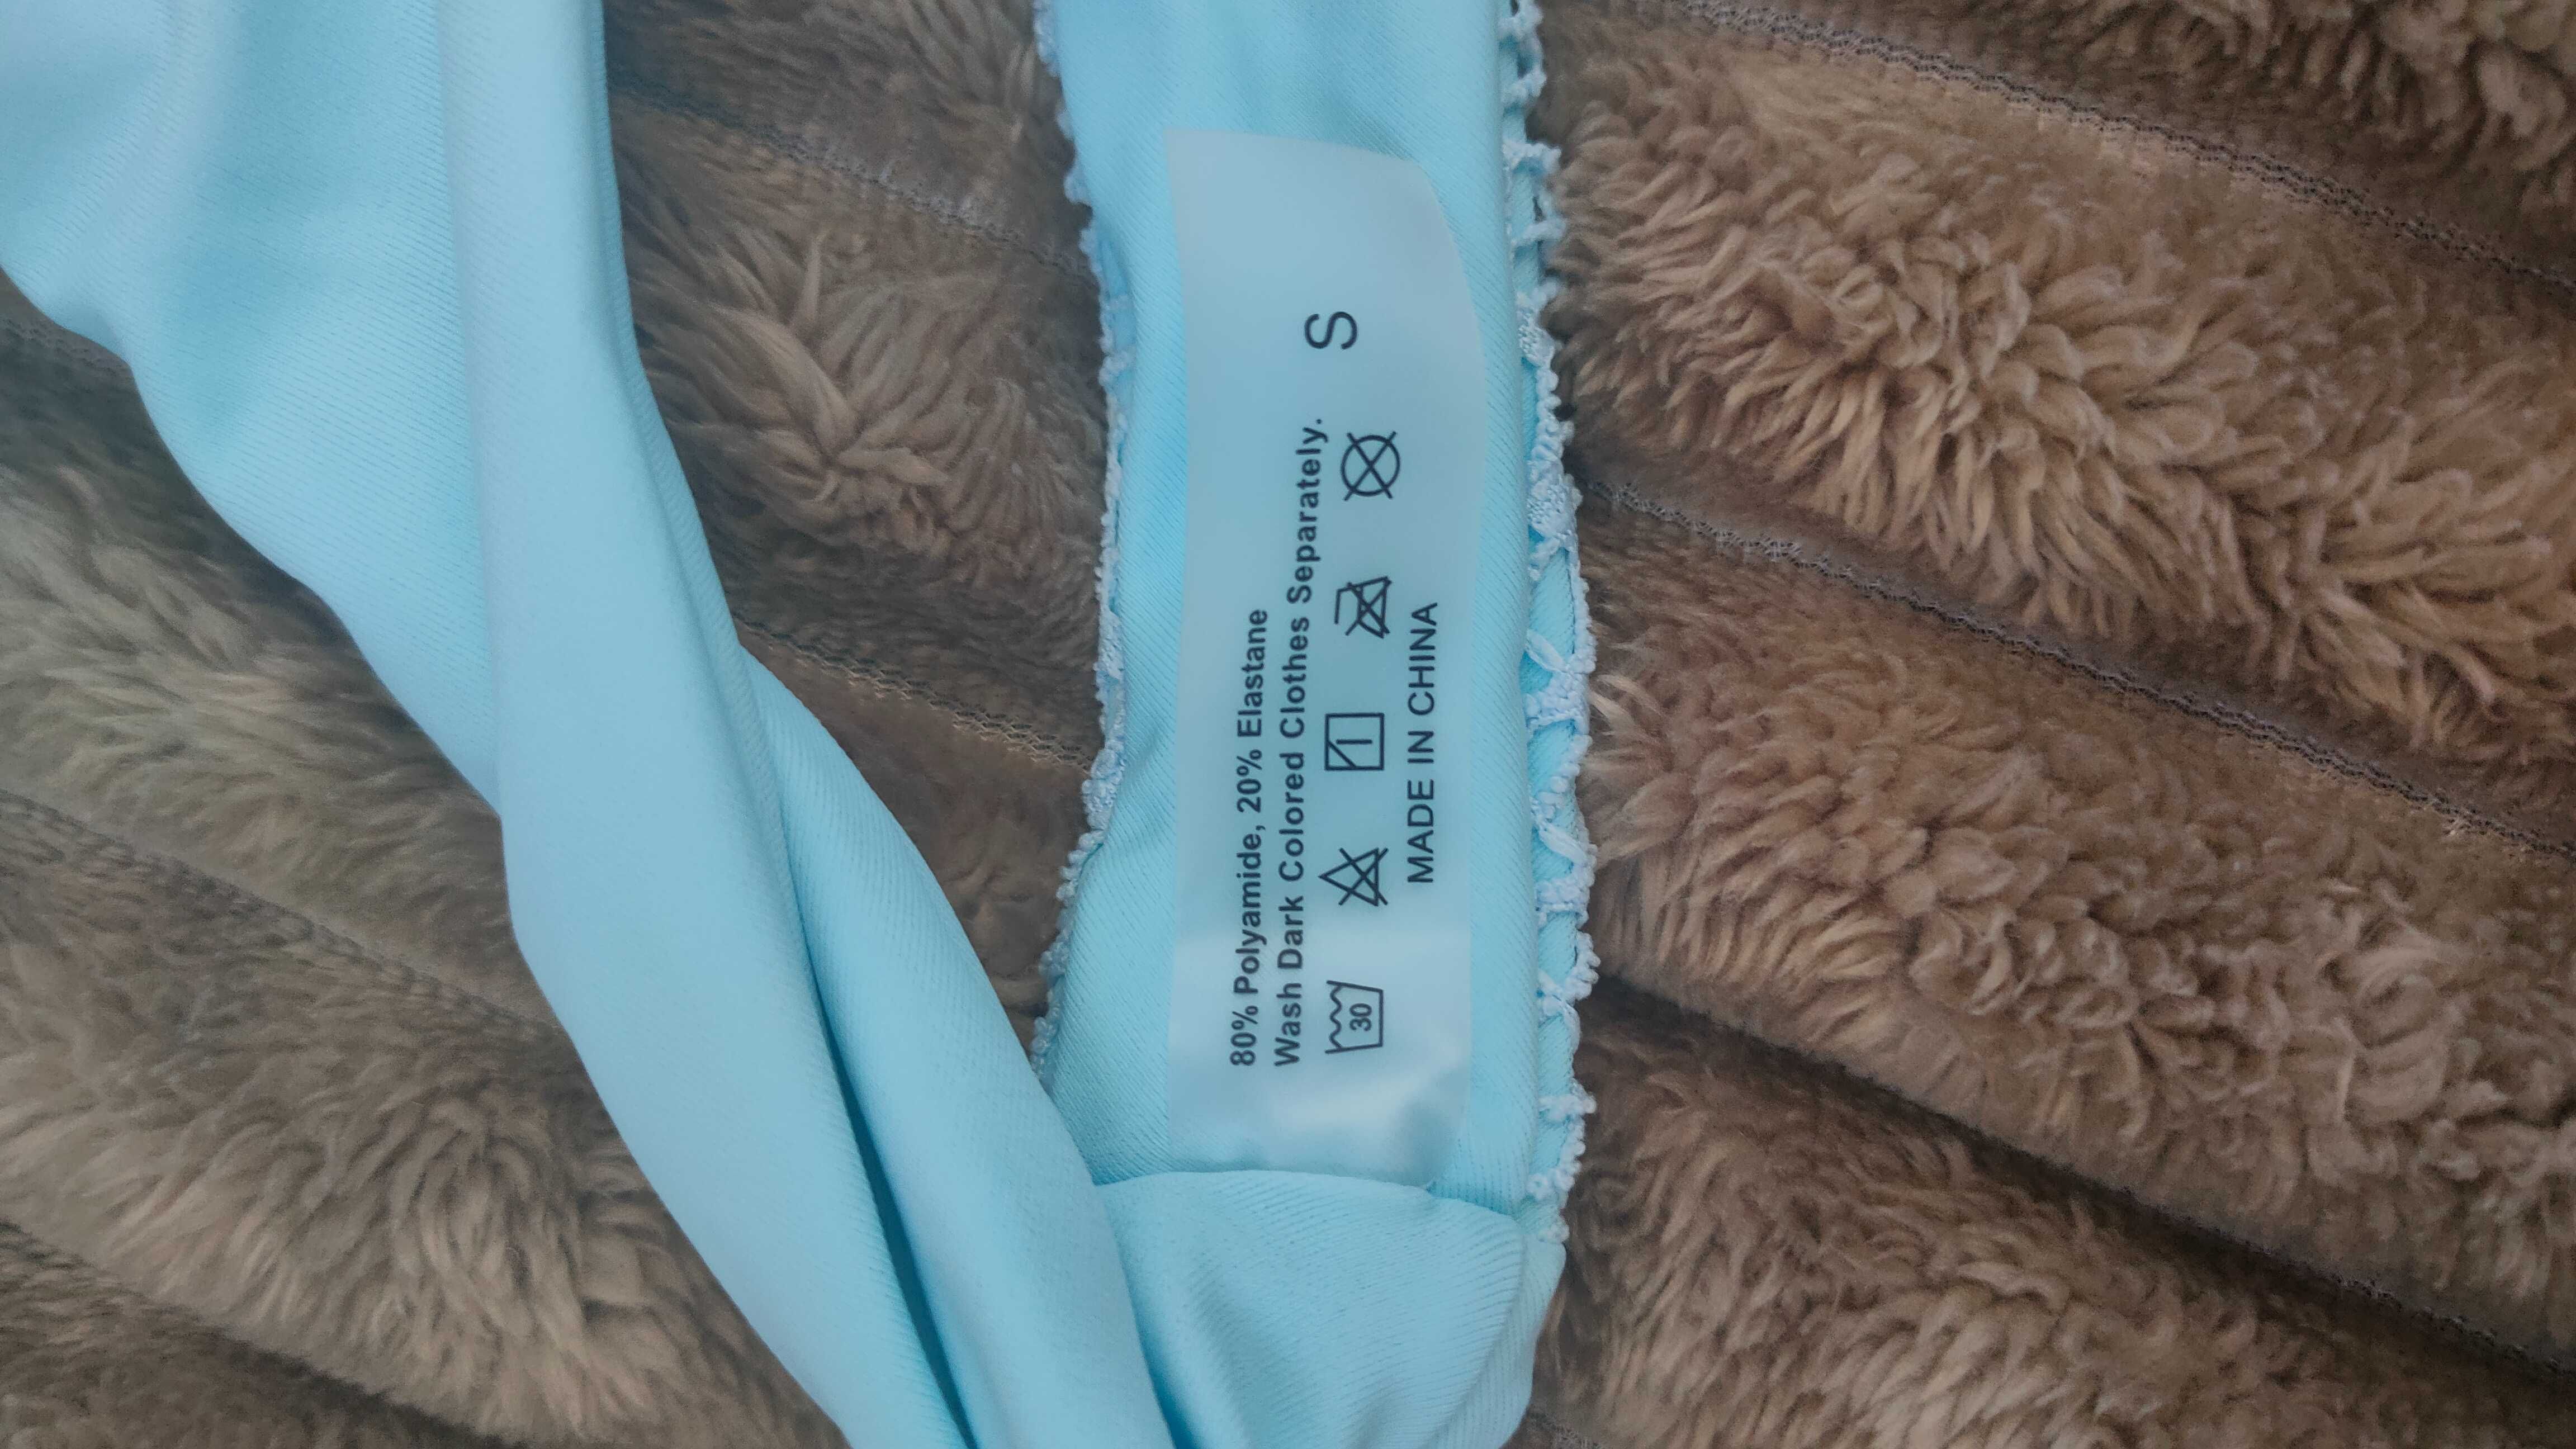 80% Polyamide, 20% Elastane
Wash Dark Colored Clothes Separately.
30
S
MADE IN CHINA